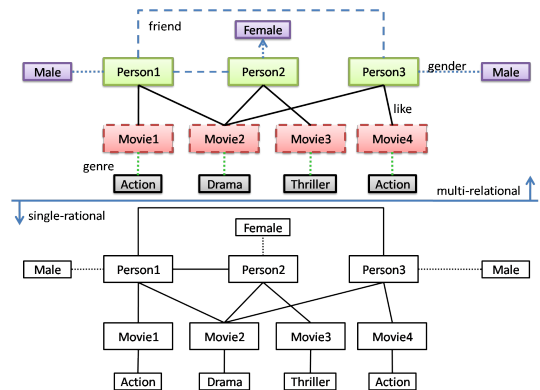 friend
Female
Male Person1 Person2 Person3 gender Male
like
Movie1 Movie2 Movie3 Movie4
genre
Action Drama Thriller Action
multi-relational
single-rational
Female
Male Person1 Person2 Person3 Male
Movie1 Movie2 Movie3 Movie4
Action Drama Thriller Action